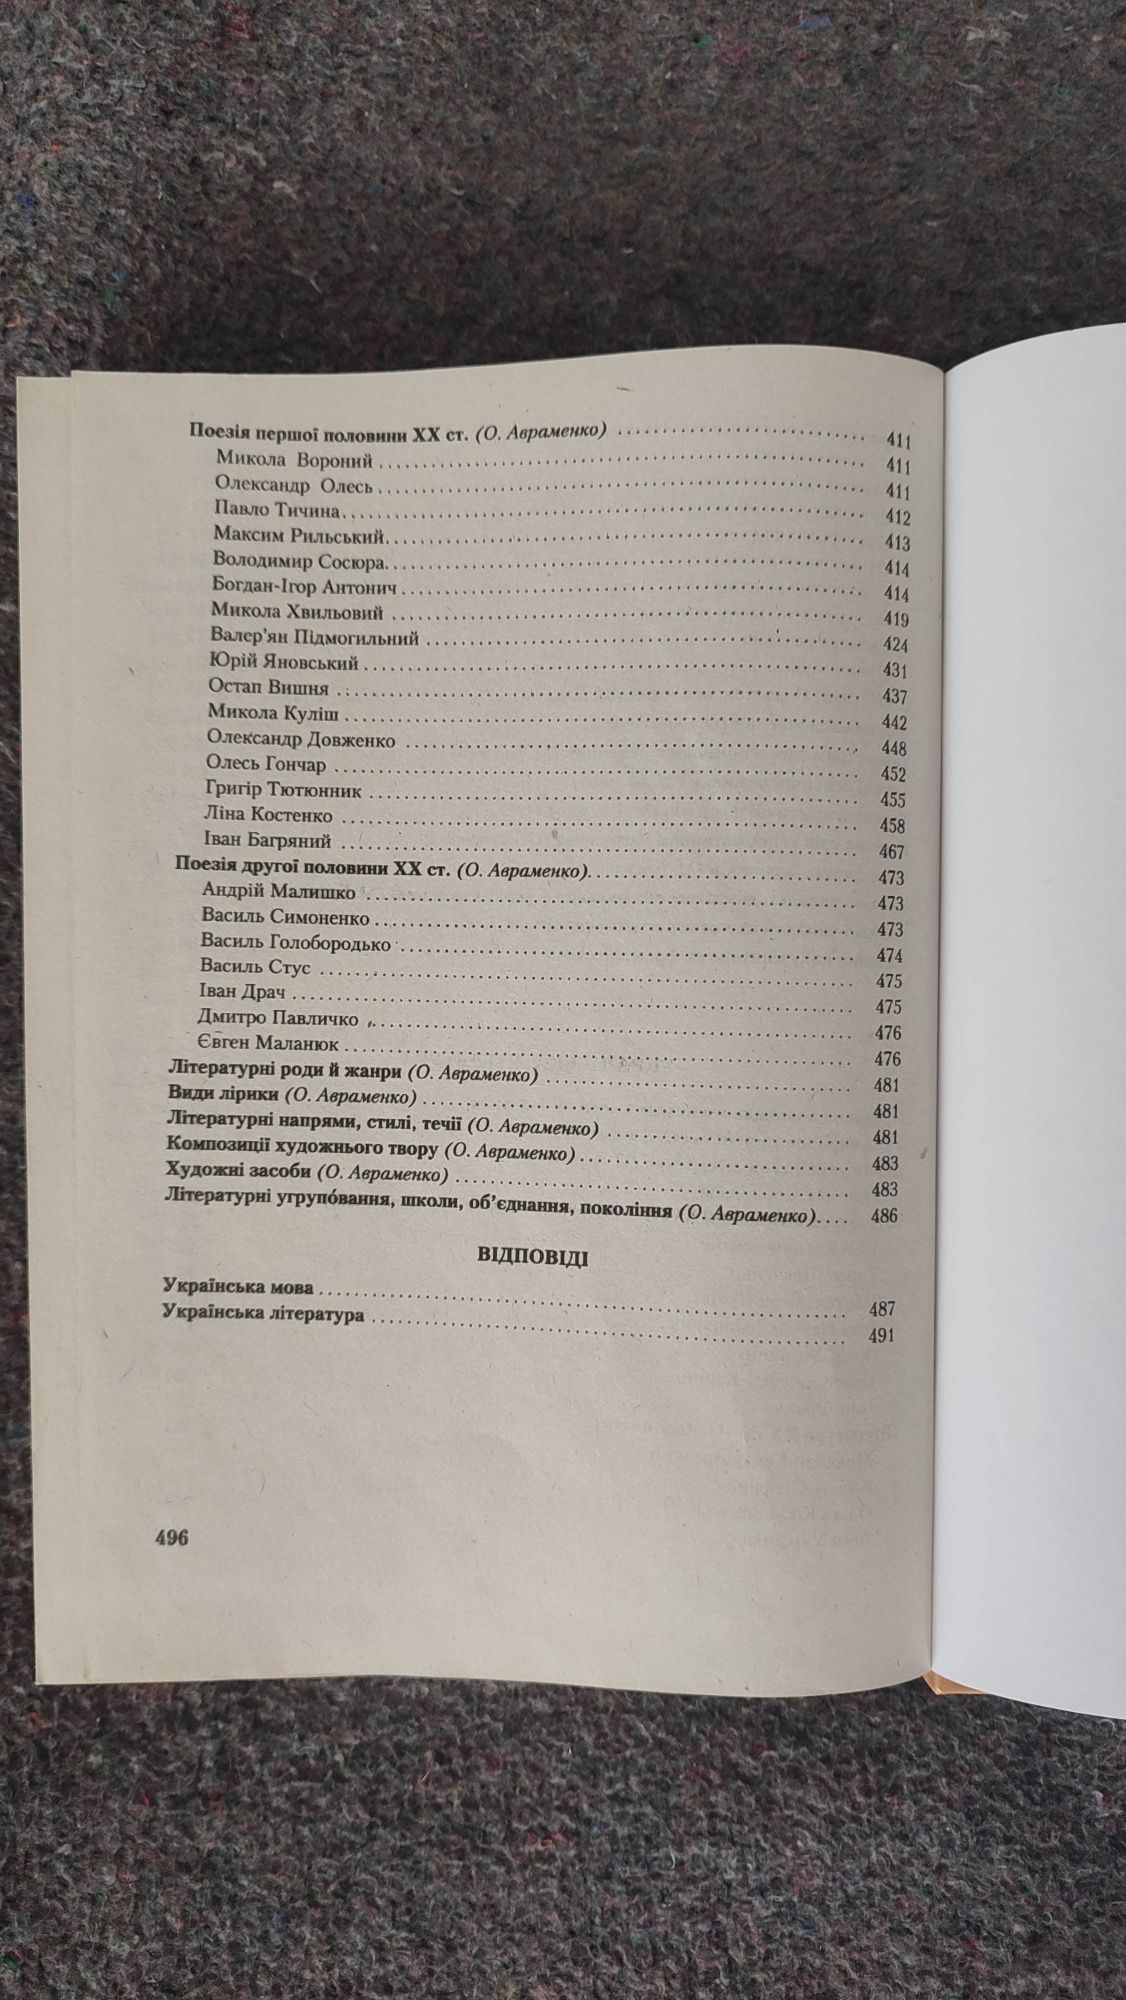 Поезія першої половини XX ст. (О. Авраменко) 411
Микола Вороний 411
Олександр Олесь 411
Павло Тичина 412
Максим Рильський 413
Володимир Сосюра 414
Богдан-Ігор Антонич 414
Микола Хвильовий 419
Валер'ян Підмогильний 424
Юрій Яновський 431
Остап Вишня 437
Микола Куліш 442
Олександр Довженко 448
Олесь Гончар 452
Григір Тютюнник 455
Ліна Костенко 458
Іван Багряний 467
Поезія другої половини XX ст. (О. Авраменко) 473
Андрій Малишко 473
Василь Симоненко 473
Василь Голобородько 474
Василь Стус 475
Іван Драч 475
Дмитро Павличко 476
Євген Маланюк 476
Літературні роди й жанри (О. Авраменко) 481
Види лірики (О. Авраменко) 481
Літературні напрями, стилі, течії (О. Авраменко) 481
Композиції художнього твору (О. Авраменко) 483
Художні засоби (О. Авраменко) 483
Літературні угрупо́вання, школи, об'єднання, покоління (О. Авраменко) 486
ВІДПОВІДІ
Українська мова 487
Українська література 491
496